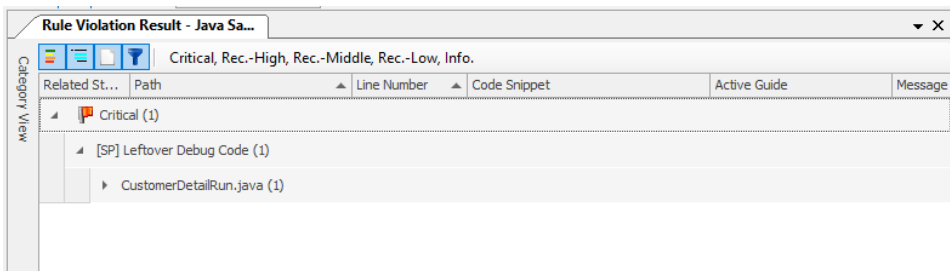 Rule Violation Result - Java Sa...
Critical, Rec.-High, Rec.-Middle, Rec.-Low, Info.
Category View
Related St... Path Line Number Code Snippet Active Guide Message
Critical (1)
[SP] Leftover Debug Code (1)
CustomerDetailRun.java (1)